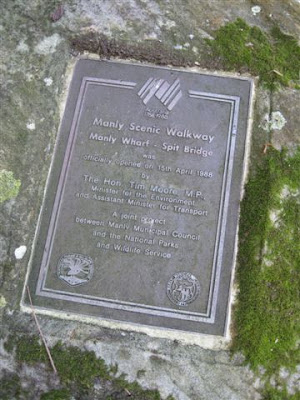 Manly Scenic Walkway
Manly Wharf - Spit Bridge
was
officially opened on 15th April 1988
by
The Hon. Tim Moore, M.P.
Minister for the Environment
and Assistant Minister for Transport
A joint project
between Manly Municipal Council
and the National Parks
and Wildlife Service